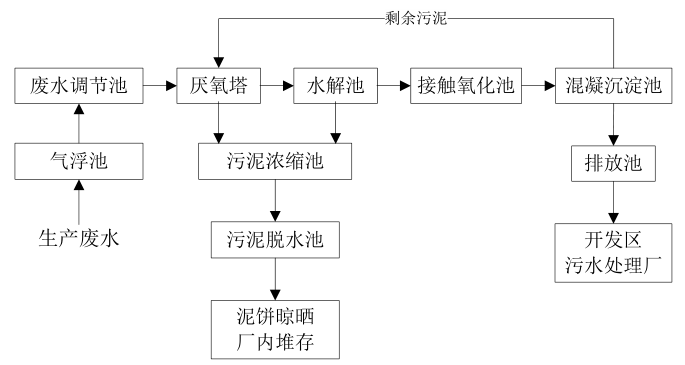 剩余污泥
废水调节池
厌氧塔
水解池
接触氧化池
混凝沉淀池
气浮池
污泥浓缩池
排放池
生产废水
污泥脱水池
开发区
污水处理厂
泥饼晾晒
厂内堆存